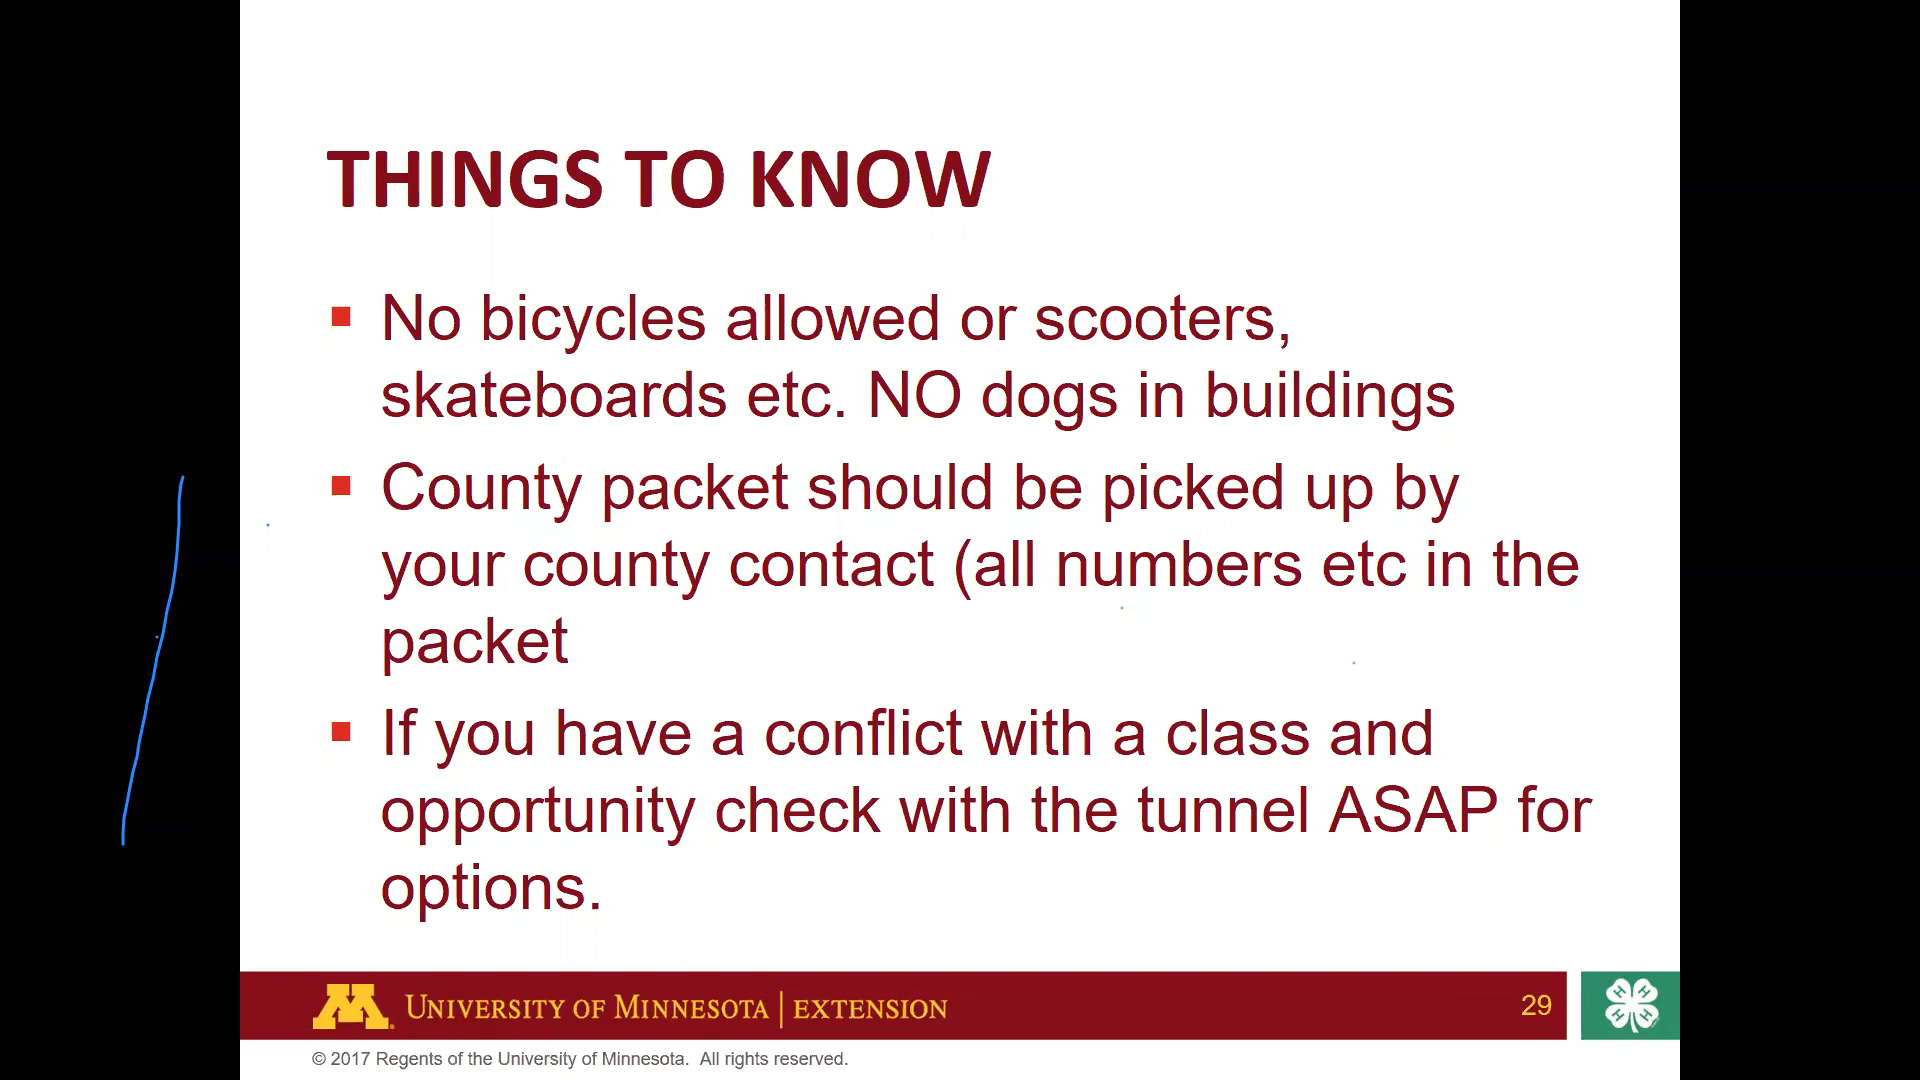 THINGS TO KNOW
▪ No bicycles allowed or scooters,
skateboards etc. NO dogs in buildings
▪ County packet should be picked up by
your county contact (all numbers etc in the
packet
▪ If you have a conflict with a class and
opportunity check with the tunnel ASAP for
options.
M UNIVERSITY OF MINNESOTA | EXTENSION
29
H H H H
© 2017 Regents of the University of Minnesota. All rights reserved.